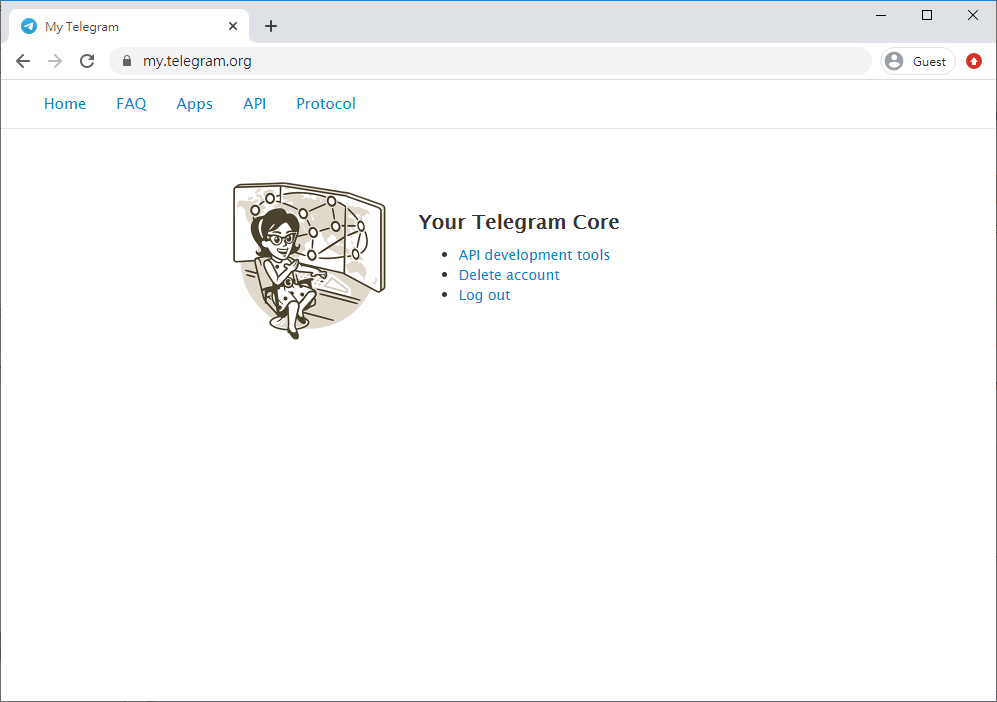 My Telegram
my.telegram.org
Guest
Home FAQ Apps API Protocol
Your Telegram Core
API development tools
Delete account
Log out